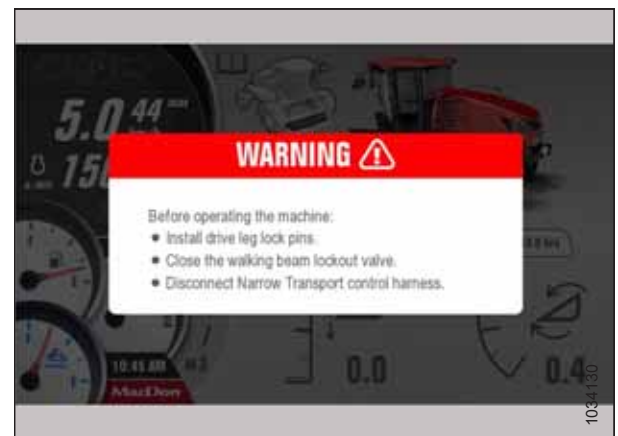 WARNING
Before operating the machine:
• Install drive leg lock pins.
• Close the walking beam lockout valve.
• Disconnect Narrow Transport control harness.
5.0
44
10:45 AM
MacDon
0.0
0.4
1034130